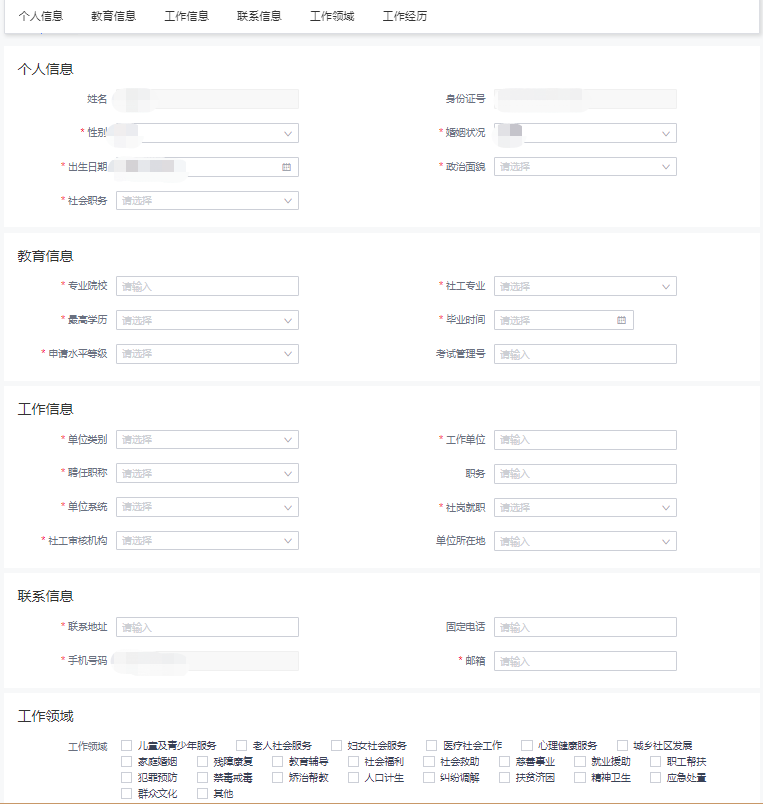 个人信息 教育信息 工作信息 联系信息 工作领域 工作经历
个人信息
姓名 身份证号
* 性别 * 婚姻状况
* 出生日期 * 政治面貌 请选择
* 社会职务 请选择
教育信息
* 专业院校 请输入 * 社工专业 请选择
* 最高学历 请选择 * 毕业时间 请选择
* 申请水平等级 请选择 考试管理号 请输入
工作信息
* 单位类别 请选择 * 工作单位 请输入
* 聘任职称 请选择 职务 请输入
* 单位系统 请选择 * 社岗就职 请选择
* 社工审核机构 请选择 单位所在地 请输入
联系信息
* 联系地址 请输入 固定电话 请输入
* 手机号码 * 邮箱 请输入
工作领域
工作领域 儿童及青少年服务 老人社会服务 妇女社会服务 医疗社会工作 心理健康服务 城乡社区发展
家庭婚姻 残障康复 教育辅导 社会福利 社会救助 慈善事业 就业援助 职工帮扶
犯罪预防 禁毒戒毒 矫治帮教 人口计生 纠纷调解 扶贫济困 精神卫生 应急处置
群众文化 其他